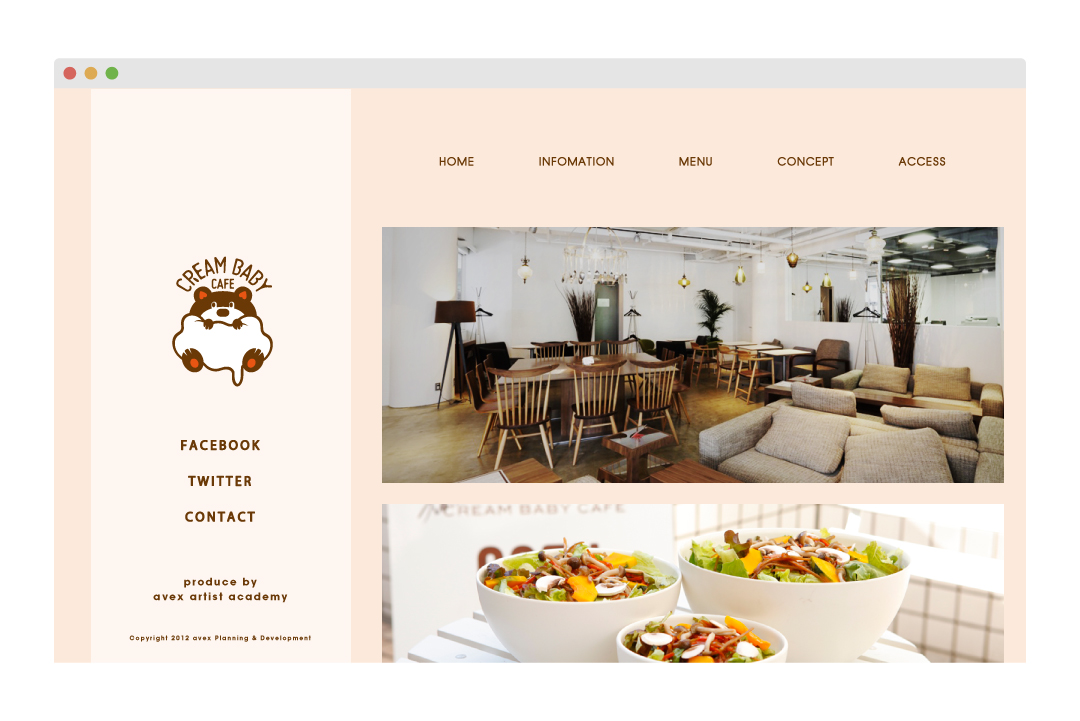 HOME INFOMATION MENU CONCEPT ACCESS
CREAM BABY
CAFE
FACEBOOK
TWITTER
CONTACT
produce by
avex artist academy
Copyright 2012 avex Planning & Development
CREAM BABY CAFE